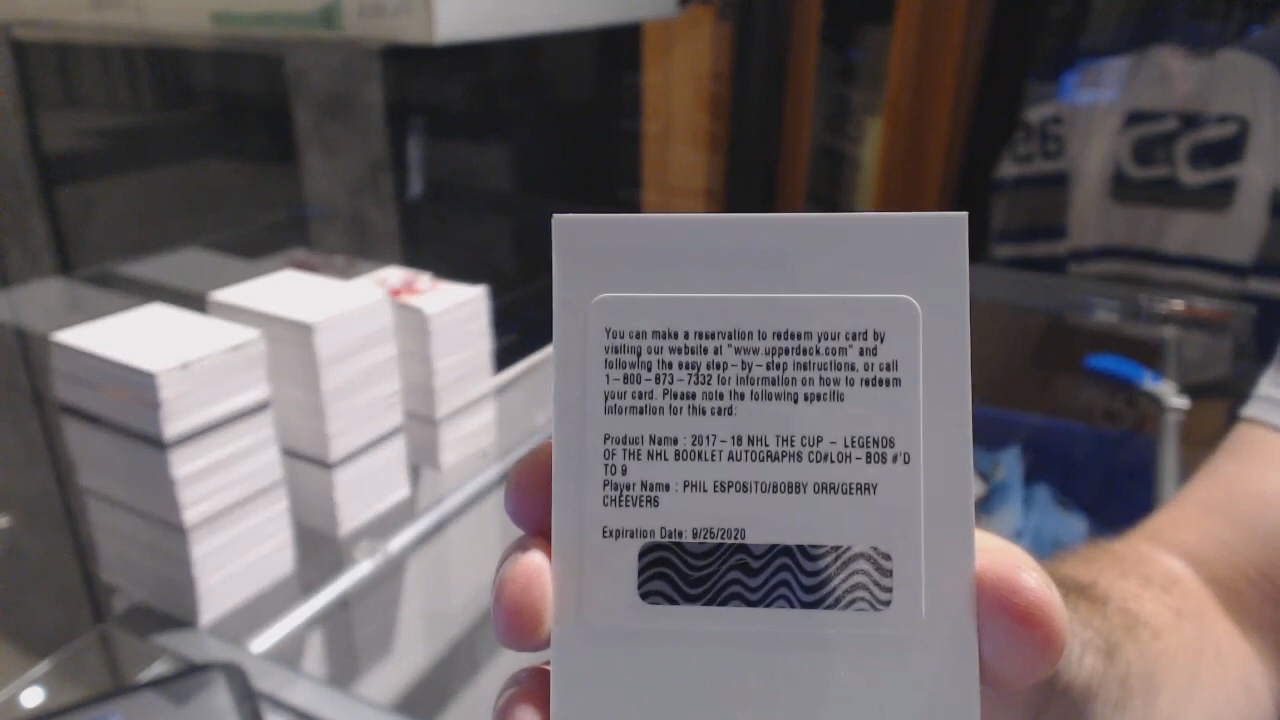 You can make a reservation to redeem your card by
visiting our website at "www.upperdeck.com" and
following the easy step-by-step instructions, or call
1-800-873-7332 for information on how to redeem
your card. Please note the following specific
information for this card:
Product Name : 2017-18 NHL THE CUP - LEGENDS
OF THE NHL BOOKLET AUTOGRAPHS CD#LOH-BOS #'D
TO 9
Player Name : PHIL ESPOSITO/BOBBY ORR/GERRY
CHEEVERS
Expiration Date: 9/25/2020
26
CC